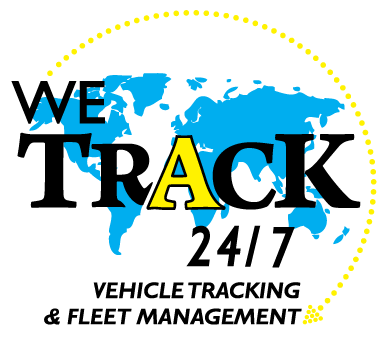 WE
TRACK
24/7
VEHICLE TRACKING
& FLEET MANAGEMENT